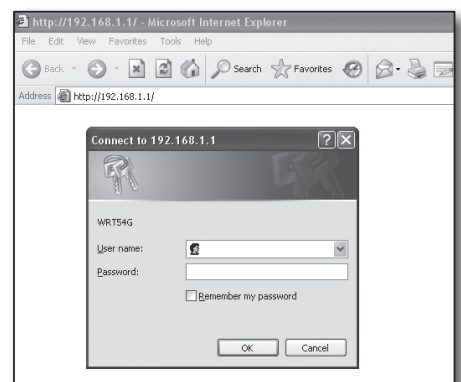 http://192.168.1.1/ - Microsoft Internet Explorer
File Edit View Favorites Tools Help
Back Search Favorites
Address http://192.168.1.1/
Connect to 192.168.1.1
WRT54G
User name:
Password:
Remember my password
OK Cancel